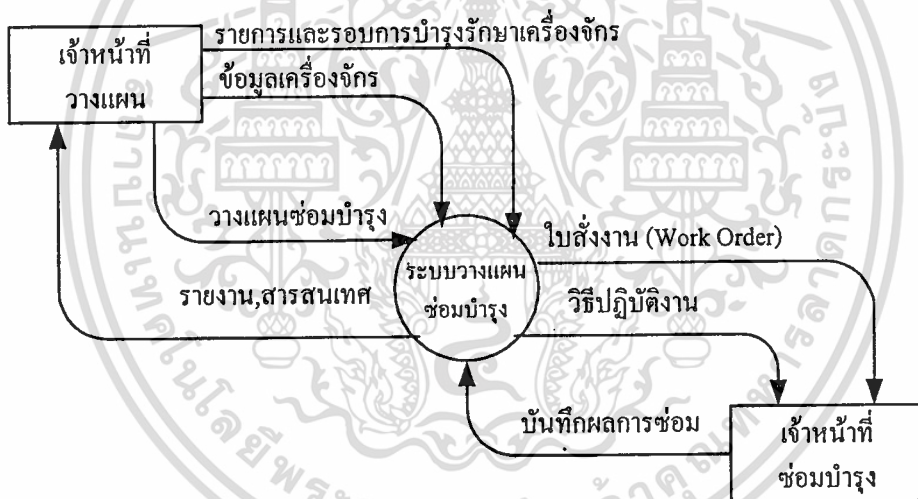 รายการและรอบการบำรุงรักษาเครื่องจักร
เจ้าหน้าที่
วางแผน
ข้อมูลเครื่องจักร
วางแผนซ่อมบำรุง
ใบสั่งงาน (Work Order)
ระบบวางแผน
ซ่อมบำรุง
รายงาน,สารสนเทศ
วิธีปฏิบัติงาน
บันทึกผลการซ่อม
เจ้าหน้าที่
ซ่อมบำรุง